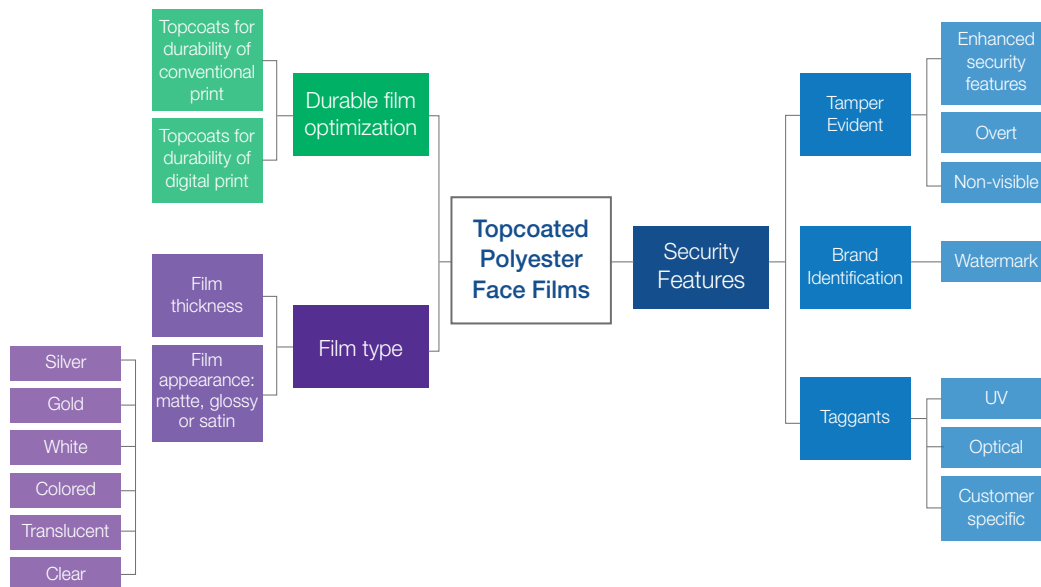 Topcoats for
durability of
conventional
print
Topcoats for
durability of
digital print
Durable film
optimization
Film
thickness
Film
appearance:
matte, glossy
or satin
Film type
Silver
Gold
White
Colored
Translucent
Clear
Topcoated
Polyester
Face Films
Security
Features
Tamper
Evident
Enhanced
security
features
Overt
Non-visible
Brand
Identification
Watermark
Taggants
UV
Optical
Customer
specific